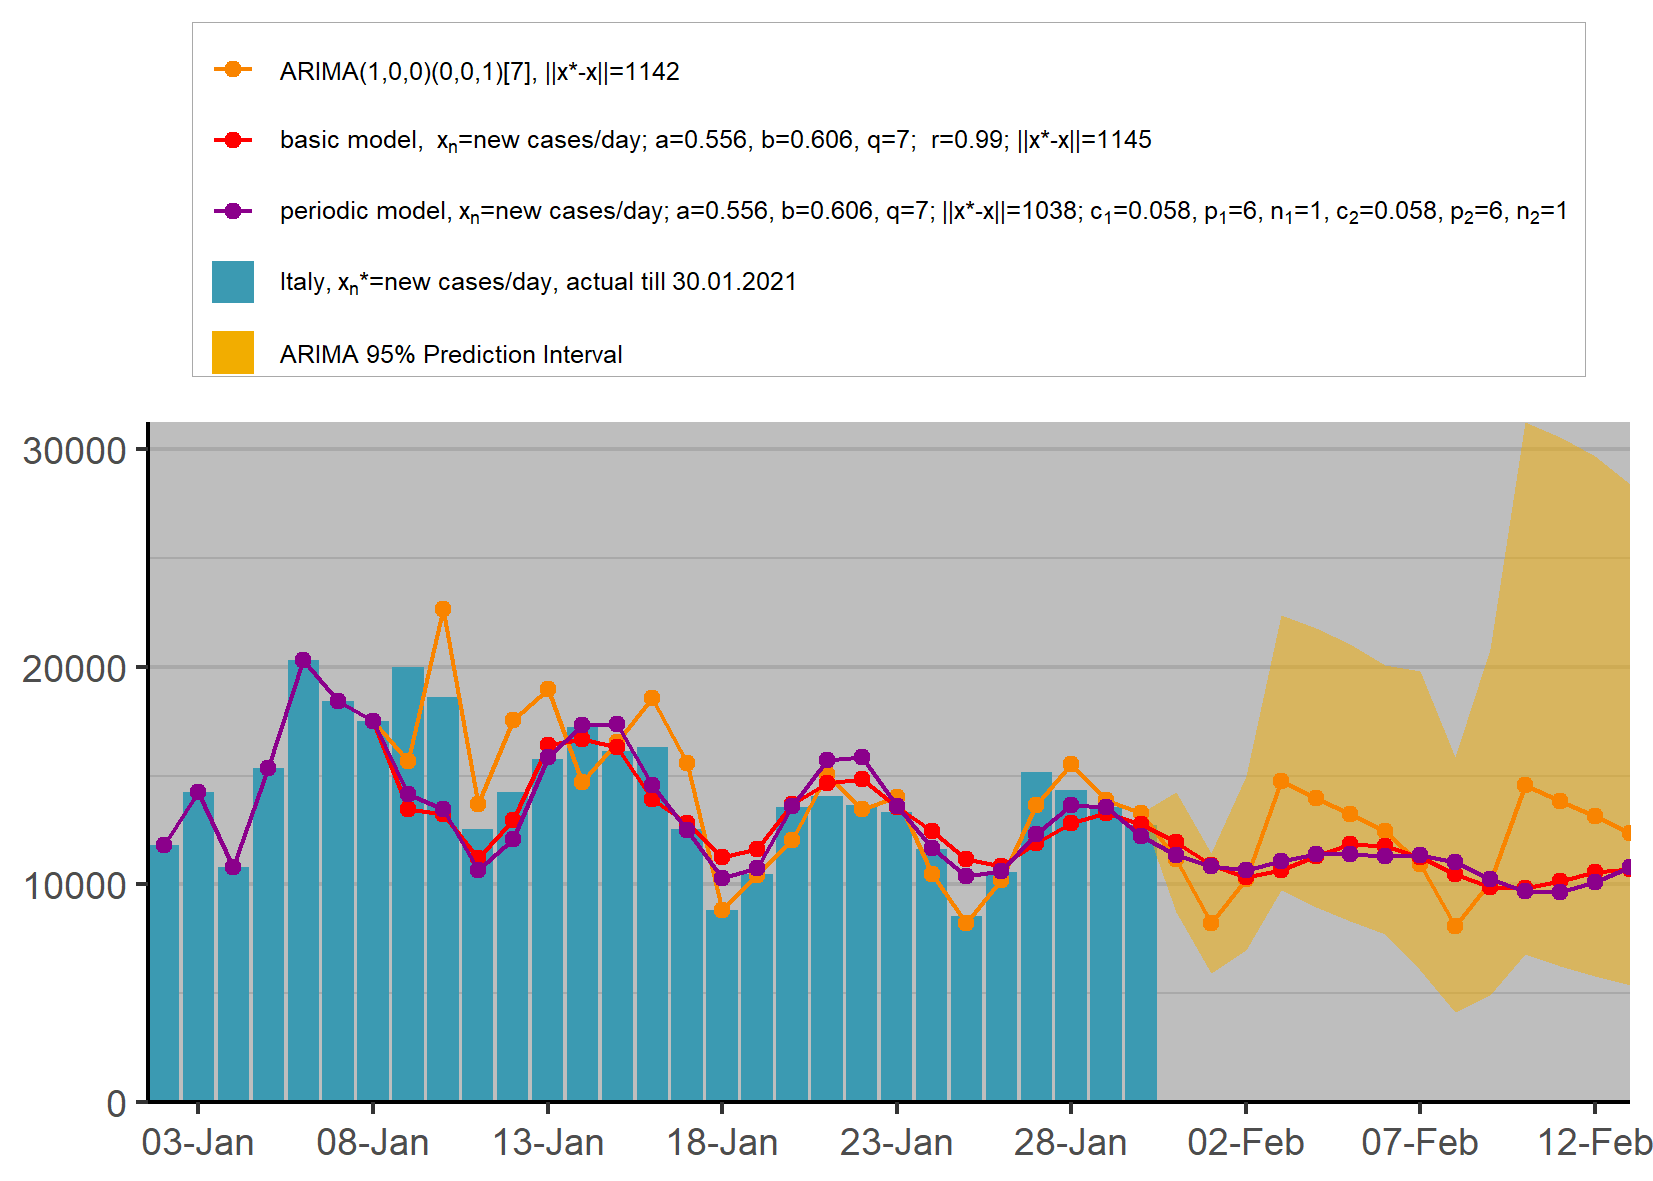 ARIMA(1,0,0)(0,0,1)[7], ||x*-x||=1142
basic model,  xₙ=new cases/day; a=0.556, b=0.606, q=7;  r=0.99; ||x*-x||=1145
periodic model, xₙ=new cases/day; a=0.556, b=0.606, q=7; ||x*-x||=1038; c₁=0.058, p₁=6, n₁=1, c₂=0.058, p₂=6, n₂=1
Italy, xₙ*=new cases/day, actual till 30.01.2021
ARIMA 95% Prediction Interval
30000
20000
10000
0
03-Jan 08-Jan 13-Jan 18-Jan 23-Jan 28-Jan 02-Feb 07-Feb 12-Feb